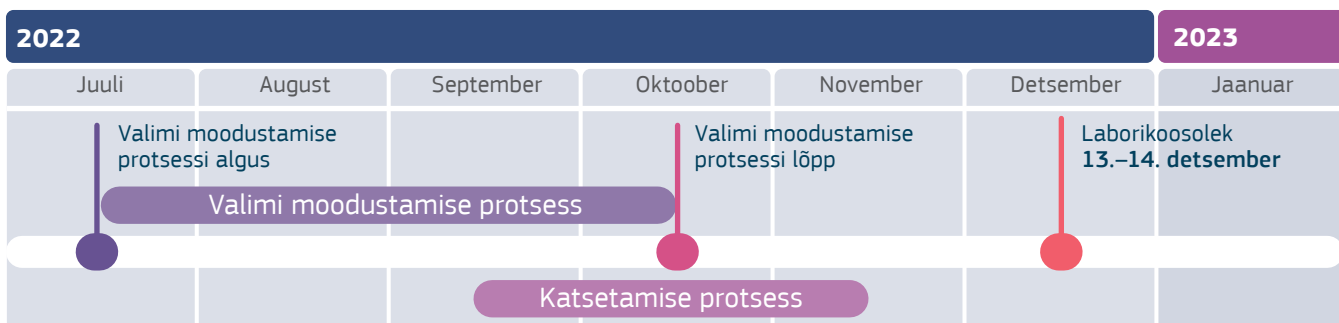 2022
2023
Juuli
August
September
Oktoober
November
Detsember
Jaanuar
Valimi moodustamise
protsessi algus
Valimi moodustamise
protsessi lõpp
Laborikoosolek
13.–14. detsember
Valimi moodustamise protsess
Katsetamise protsess